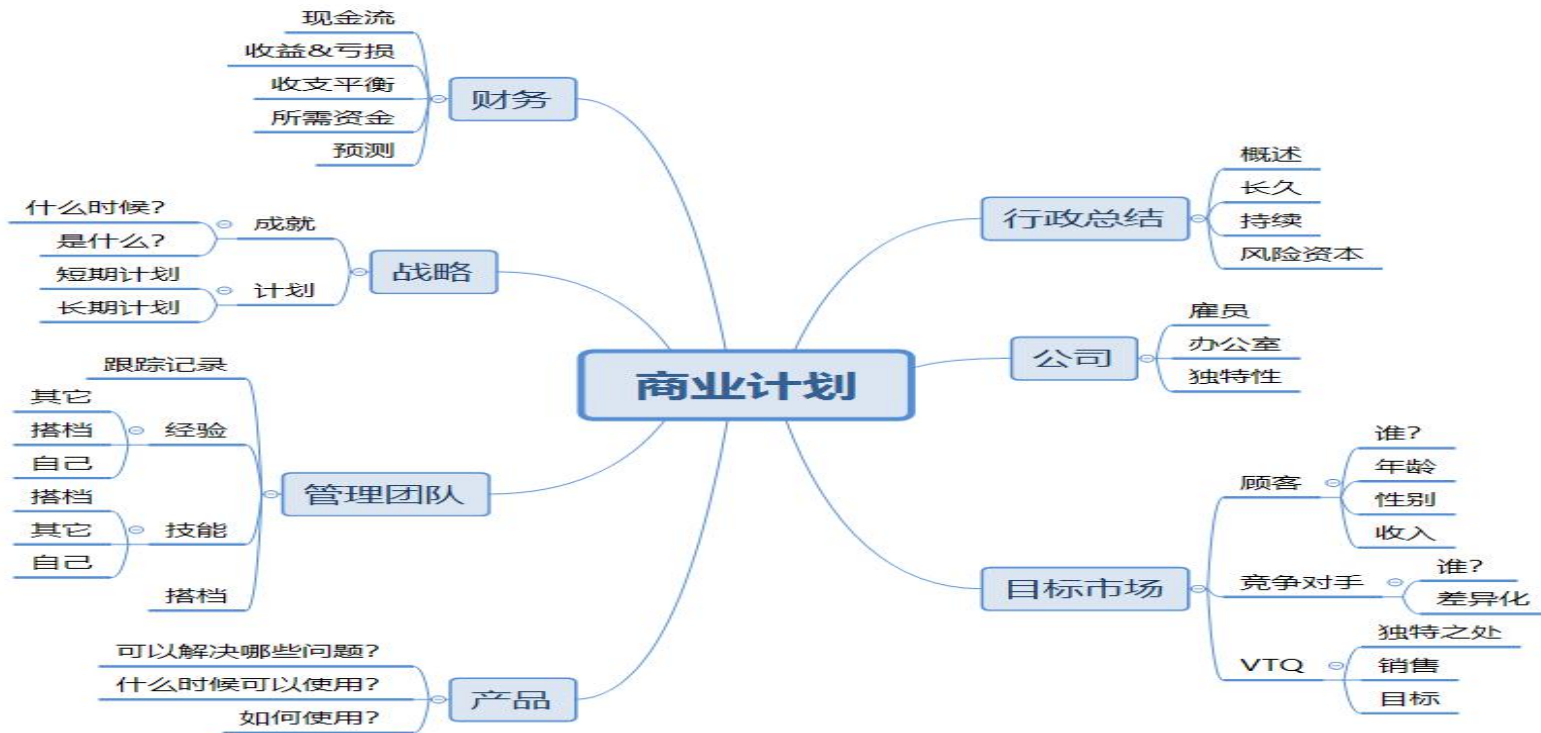 商业计划
行政总结
概述
长久
持续
风险资本
公司
雇员
办公室
独特性
目标市场
顾客
谁?
年龄
性别
收入
竞争对手
谁?
差异化
VTQ
独特之处
销售
目标
财务
现金流
收益&亏损
收支平衡
所需资金
预测
战略
成就
什么时候?
是什么?
计划
短期计划
长期计划
管理团队
跟踪记录
经验
其它
搭档
自己
技能
搭档
其它
自己
搭档
产品
可以解决哪些问题?
什么时候可以使用?
如何使用?